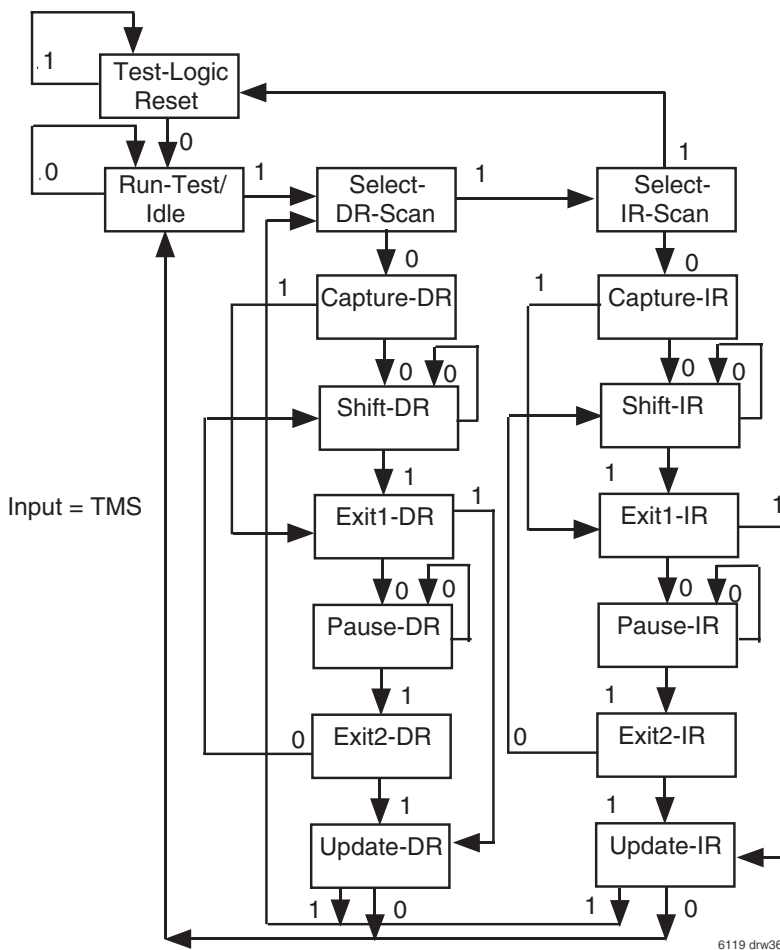 1
Test-Logic
Reset
0
1
0
Run-Test/
Idle
1
Select-
DR-Scan
1
Select-
IR-Scan
0
0
1
Capture-DR
1
Capture-IR
0
0
0
0
Shift-DR
Shift-IR
1
1
Input = TMS
Exit1-DR
1
Exit1-IR
1
0
0
0
0
Pause-DR
Pause-IR
1
1
0
Exit2-DR
0
Exit2-IR
1
1
Update-DR
Update-IR
1
0
1
0
6119 drw36